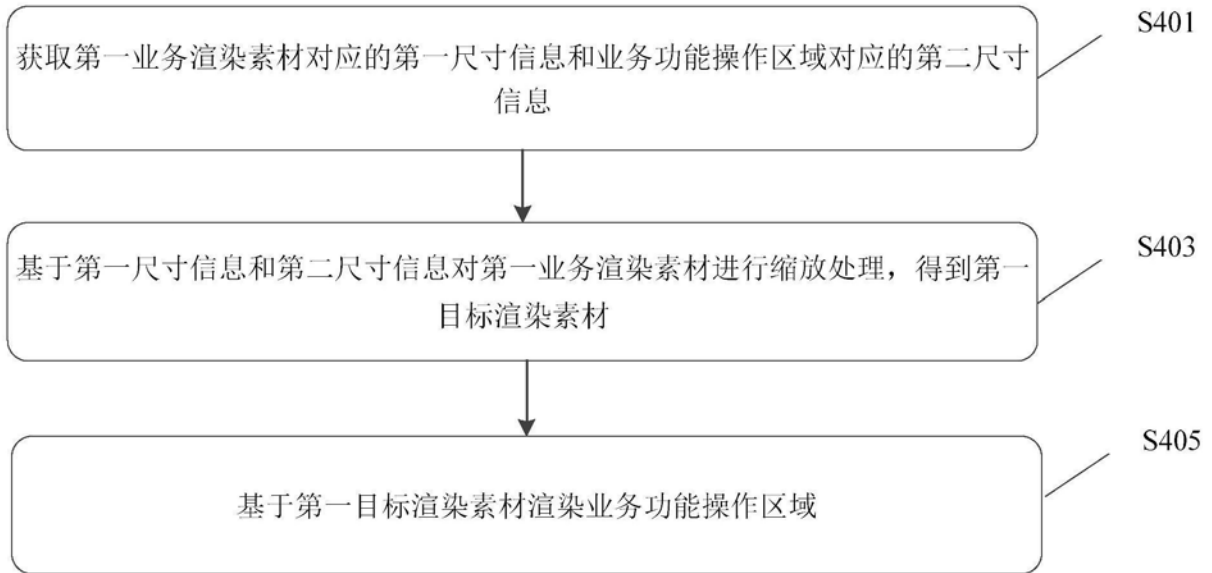 S401
获取第一业务渲染素材对应的第一尺寸信息和业务功能操作区域对应的第二尺寸
信息
S403
基于第一尺寸信息和第二尺寸信息对第一业务渲染素材进行缩放处理，得到第一
目标渲染素材
S405
基于第一目标渲染素材渲染业务功能操作区域